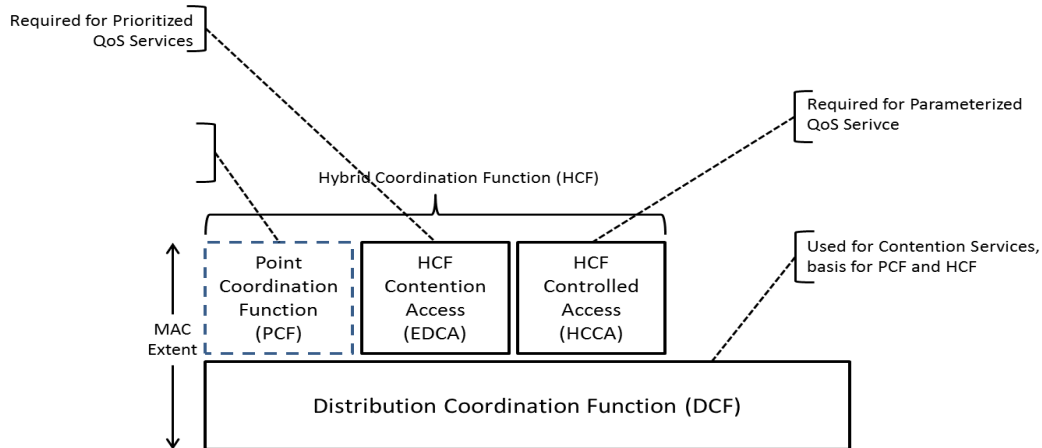 Required for Prioritized
QoS Services
Required for Parameterized
QoS Serivce
Hybrid Coordination Function (HCF)
Used for Contention Services,
basis for PCF and HCF
Point
Coordination
Function
(PCF)
HCF
Contention
Access
(EDCA)
HCF
Controlled
Access
(HCCA)
MAC
Extent
Distribution Coordination Function (DCF)